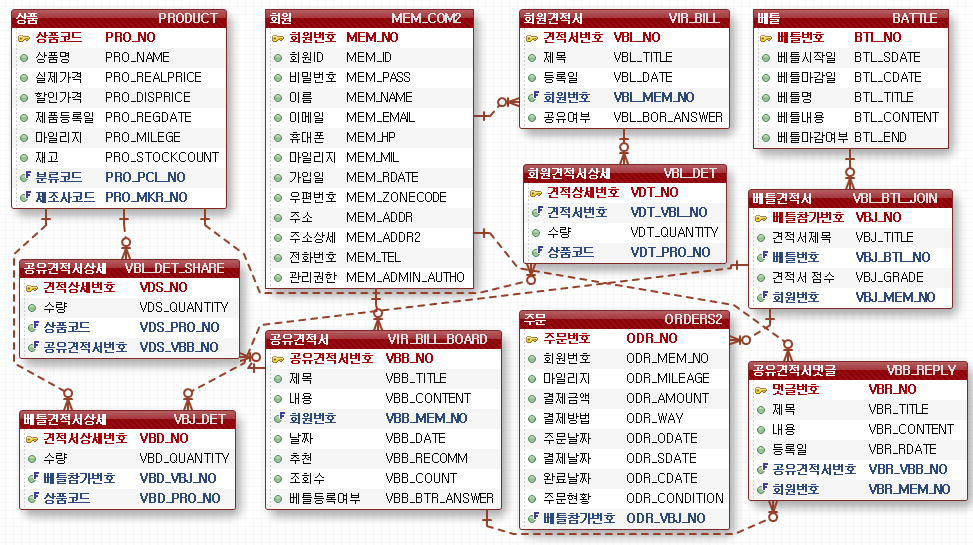 상품 PRODUCT
상품코드 PRO_NO
상품명 PRO_NAME
실제가격 PRO_REALPRICE
할인가격 PRO_DISPRICE
제품등록일 PRO_REGDATE
마일리지 PRO_MILEGE
재고 PRO_STOCKCOUNT
분류코드 PRO_PCL_NO
제조사코드 PRO_MKR_NO
회원 MEM_COM2
회원번호 MEM_NO
회원ID MEM_ID
비밀번호 MEM_PASS
이름 MEM_NAME
이메일 MEM_EMAIL
휴대폰 MEM_HP
마일리지 MEM_MIL
가입일 MEM_RDATE
우편번호 MEM_ZONECODE
주소 MEM_ADDR
주소상세 MEM_ADDR2
전화번호 MEM_TEL
관리권한 MEM_ADMIN_AUTHO
회원견적서 VIR_BILL
견적서번호 VBL_NO
제목 VBL_TITLE
등록일 VBL_DATE
회원번호 VBL_MEM_NO
공유여부 VBL_BOR_ANSWER
베틀 BATTLE
베틀번호 BTL_NO
베틀시작일 BTL_SDATE
베틀마감일 BTL_CDATE
베틀명 BTL_TITLE
베틀내용 BTL_CONTENT
베틀마감여부 BTL_END
회원견적서상세 VBL_DET
견적상세번호 VDT_NO
견적서번호 VDT_VBL_NO
수량 VDT_QUANTITY
상품코드 VDT_PRO_NO
베틀견적서 VBL_BTL_JOIN
베틀참가번호 VBJ_NO
견적서제목 VBJ_TITLE
베틀번호 VBJ_BTL_NO
견적서 점수 VBJ_GRADE
회원번호 VBJ_MEM_NO
공유견적서상세 VBL_DET_SHARE
견적상세번호 VDS_NO
수량 VDS_QUANTITY
상품코드 VDS_PRO_NO
공유견적서번호 VDS_VBB_NO
공유견적서 VIR_BILL_BOARD
공유견적서번호 VBB_NO
제목 VBB_TITLE
내용 VBB_CONTENT
회원번호 VBB_MEM_NO
날짜 VBB_DATE
추천 VBB_RECOMM
조회수 VBB_COUNT
베틀등록여부 VBB_BTR_ANSWER
주문 ORDERS2
주문번호 ODR_NO
회원번호 ODR_MEM_NO
마일리지 ODR_MILEAGE
결제금액 ODR_AMOUNT
결제방법 ODR_WAY
주문날짜 ODR_ODATE
결제날짜 ODR_SDATE
완료날짜 ODR_CDATE
주문현황 ODR_CONDITION
베틀참가번호 ODR_VBJ_NO
공유견적서댓글 VBB_REPLY
댓글번호 VBR_NO
제목 VBR_TITLE
내용 VBR_CONTENT
등록일 VBR_RDATE
공유견적서번호 VBR_VBB_NO
회원번호 VBR_MEM_NO
베틀견적서상세 VBJ_DET
견적서상세번호 VBD_NO
수량 VBD_QUANTITY
베틀참가번호 VBD_VBJ_NO
상품코드 VBD_PRO_NO